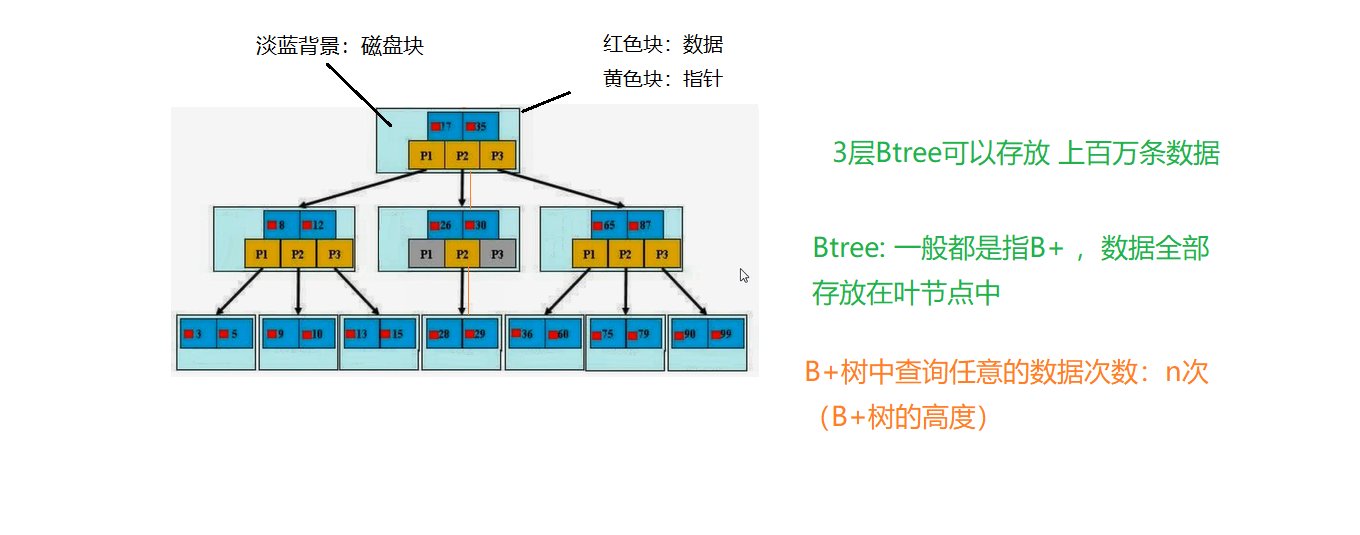 淡蓝背景：磁盘块
红色块：数据
黄色块：指针
17 35
P1 P2 P3
8 12
26 30
65 87
P1 P2 P3
P1 P2 P3
P1 P2 P3
3 5
9 10
13 15
28 29
36 60
75 79
90 99
3层Btree可以存放 上百万条数据
Btree: 一般都是指B+ ，数据全部
存放在叶节点中
B+树中查询任意的数据次数：n次
（B+树的高度）